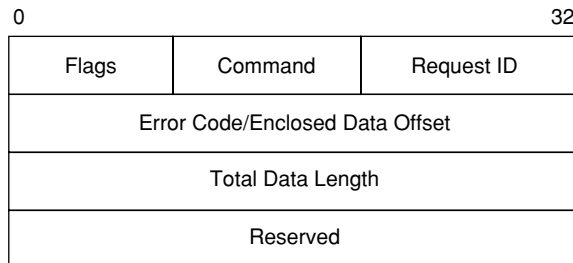 0 32
Flags Command Request ID
Error Code/Enclosed Data Offset
Total Data Length
Reserved